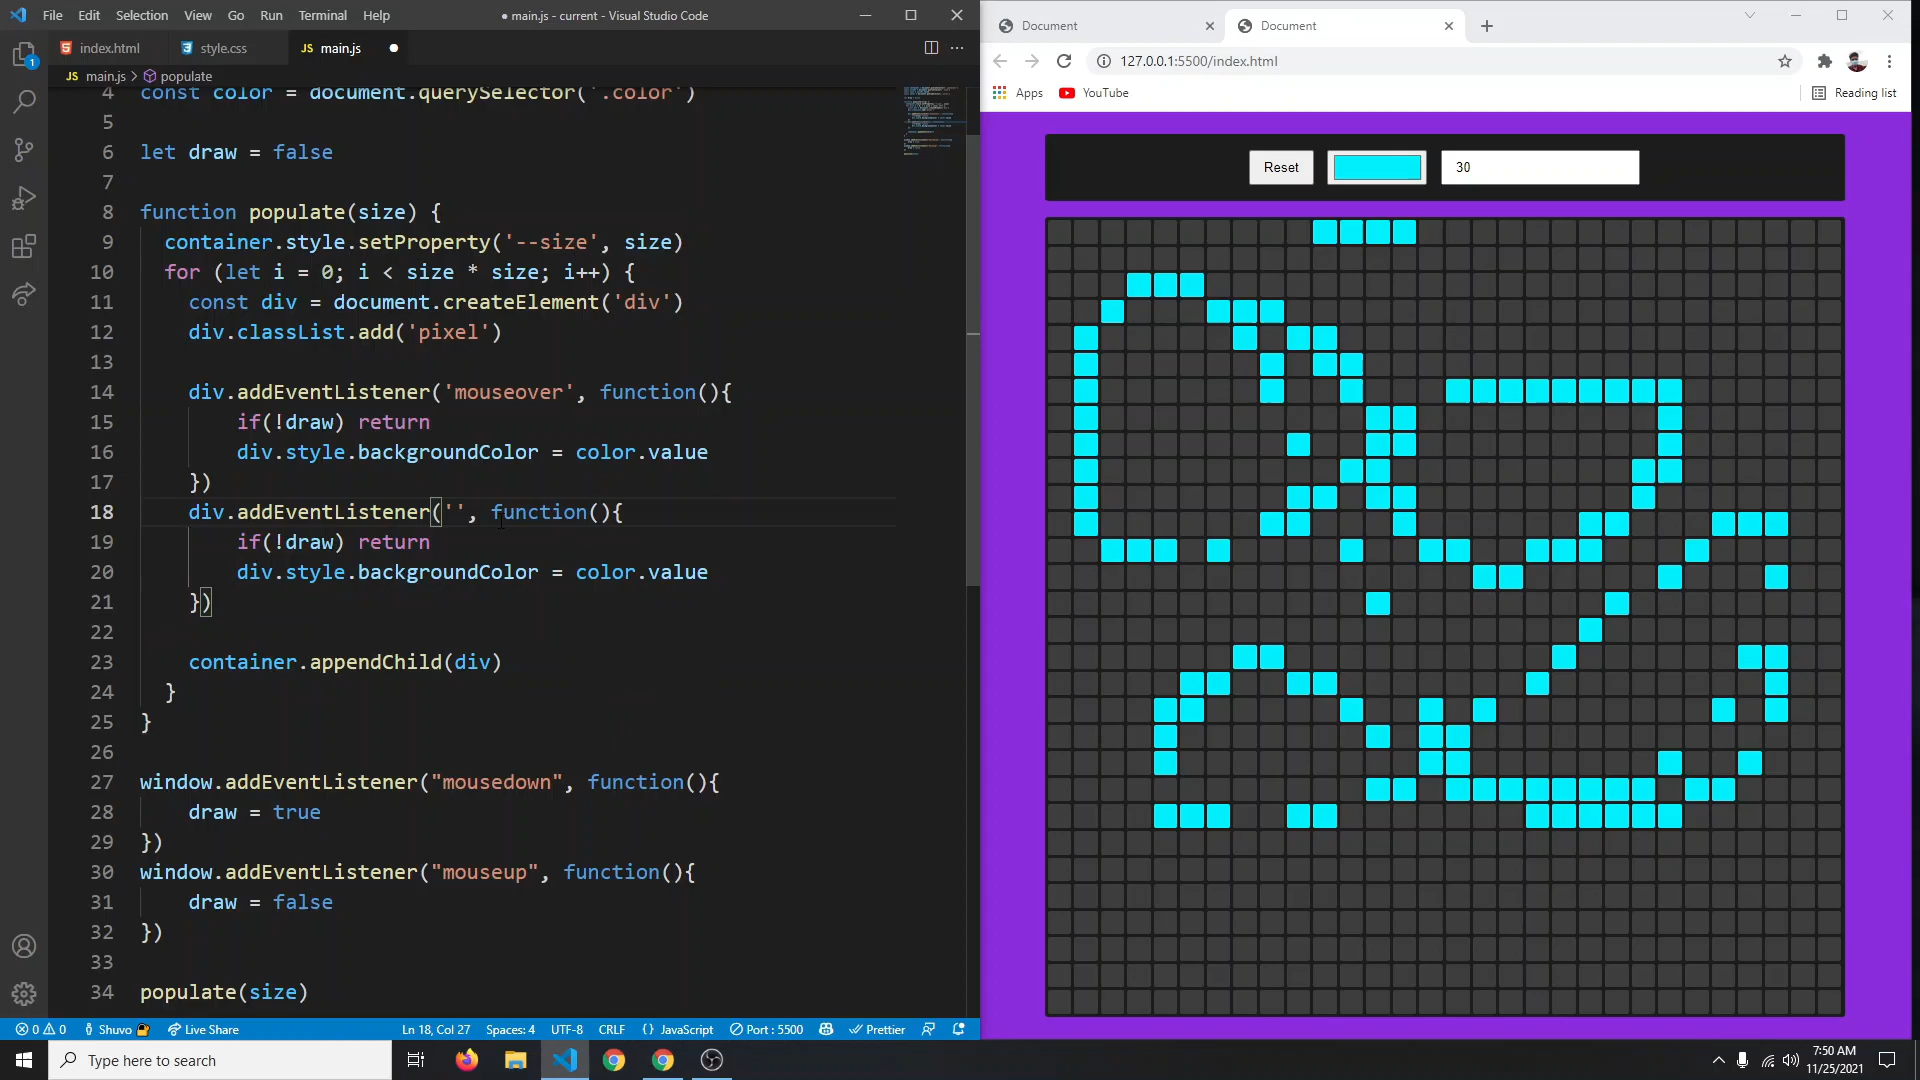 File Edit Selection View Go Run Terminal Help
● main.js - current - Visual Studio Code
index.html
style.css
JS main.js
JS main.js > populate
4 const color = document.querySelector('.color')
5
6 let draw = false
7
8 function populate(size) {
9 container.style.setProperty('--size', size)
10 for (let i = 0; i < size * size; i++) {
11 const div = document.createElement('div')
12 div.classList.add('pixel')
13
14 div.addEventListener('mouseover', function(){
15 if(!draw) return
16 div.style.backgroundColor = color.value
17 })
18 div.addEventListener('', function(){
19 if(!draw) return
20 div.style.backgroundColor = color.value
21 })
22
23 container.appendChild(div)
24 }
25 }
26
27 window.addEventListener("mousedown", function(){
28 draw = true
29 })
30 window.addEventListener("mouseup", function(){
31 draw = false
32 })
33
34 populate(size)
1
0 0 Shuvo Live Share Ln 18, Col 27 Spaces: 4 UTF-8 CRLF {} JavaScript Port : 5500 Prettier
Document
Document
127.0.0.1:5500/index.html
Apps YouTube
Reading list
Reset
30
Type here to search
7:50 AM
11/25/2021